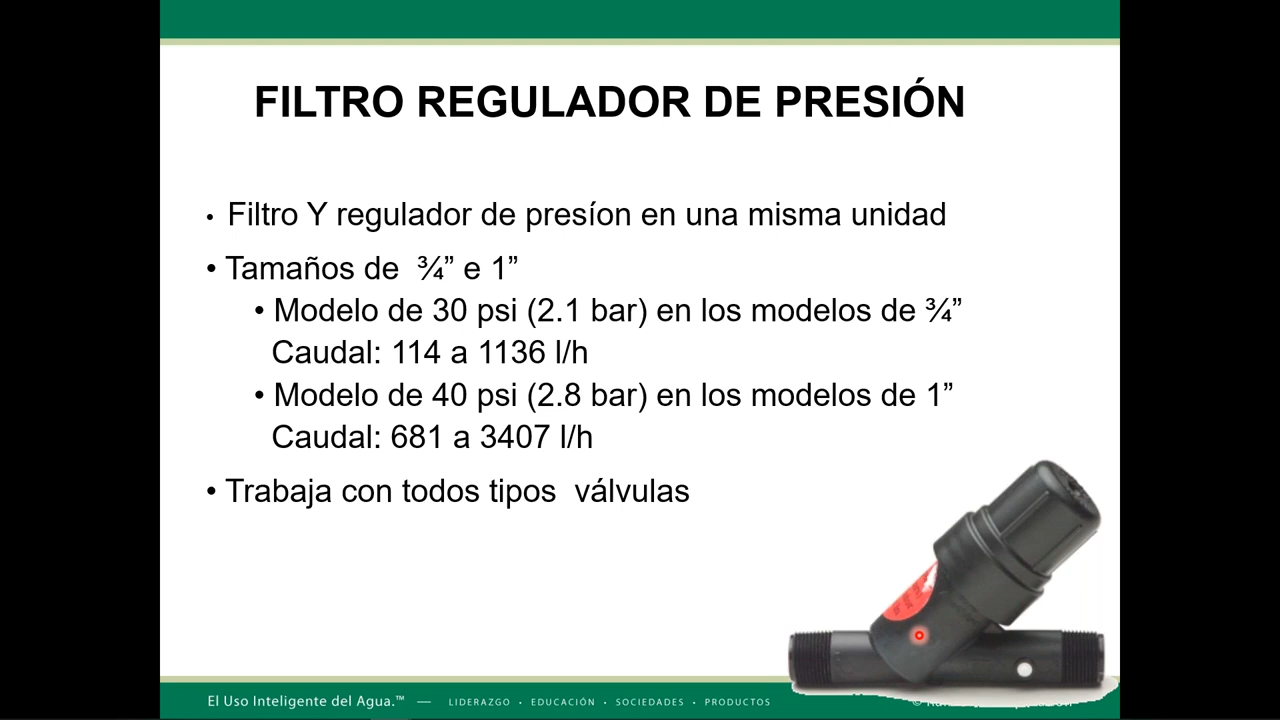 FILTRO REGULADOR DE PRESIÓN
• Filtro Y regulador de presíon en una misma unidad
• Tamaños de ¾” e 1”
• Modelo de 30 psi (2.1 bar) en los modelos de ¾”
Caudal: 114 a 1136 l/h
• Modelo de 40 psi (2.8 bar) en los modelos de 1”
Caudal: 681 a 3407 l/h
• Trabaja con todos tipos válvulas
El Uso Inteligente del Agua.™ — LIDERAZGO • EDUCACIÓN • SOCIEDADES • PRODUCTOS